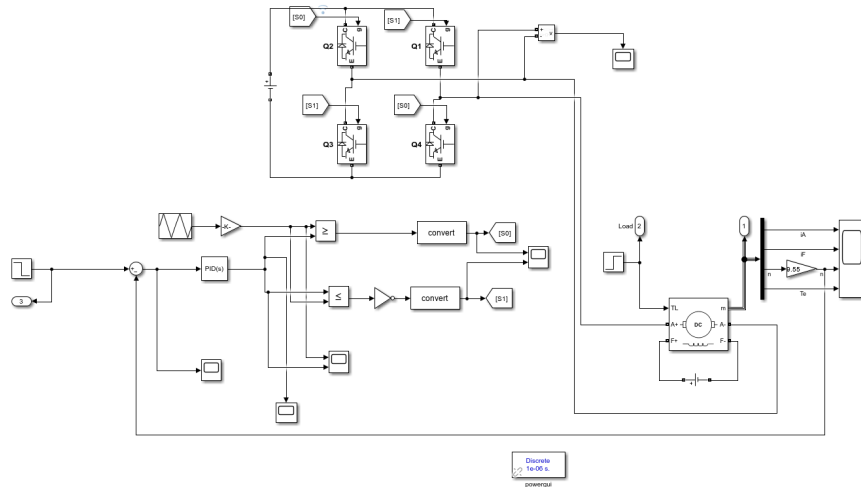 [S0]
[S1]
g
C
E
Q2
g
C
E
Q1
+
-
v
+
[S1]
[S0]
g
C
E
Q3
g
C
E
Q4
-K-
≥
convert
[S0]
Load
2
1
iA
iF
n
9.55
n
Te
+
-
PID(s)
3
≤
convert
[S1]
TL
m
A+
DC
A-
F+
F-
+
Discrete
1e-06 s.
powergui